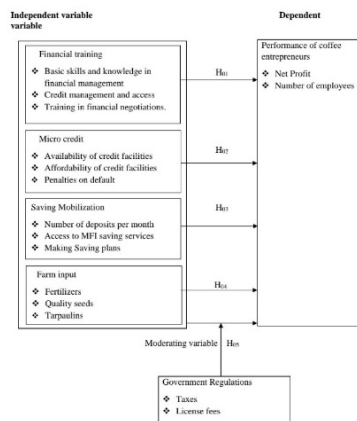 Independent variable
variable
Dependent
Financial training
❖ Basic skills and knowledge in
financial management
❖ Credit management and access
❖ Training in financial negotiations.
H01
Performance of coffee
entrepreneurs
❖ Net Profit
❖ Number of employees
Micro credit
❖ Availability of credit facilities
❖ Affordability of credit facilities
❖ Penalties on default
H02
Saving Mobilization
❖ Number of deposits per month
❖ Access to MFI saving services
❖ Making Saving plans
H03
Farm input
❖ Fertilizers
❖ Quality seeds
❖ Tarpaulins
H04
Moderating variable
H05
Government Regulations
❖ Taxes
❖ License fees